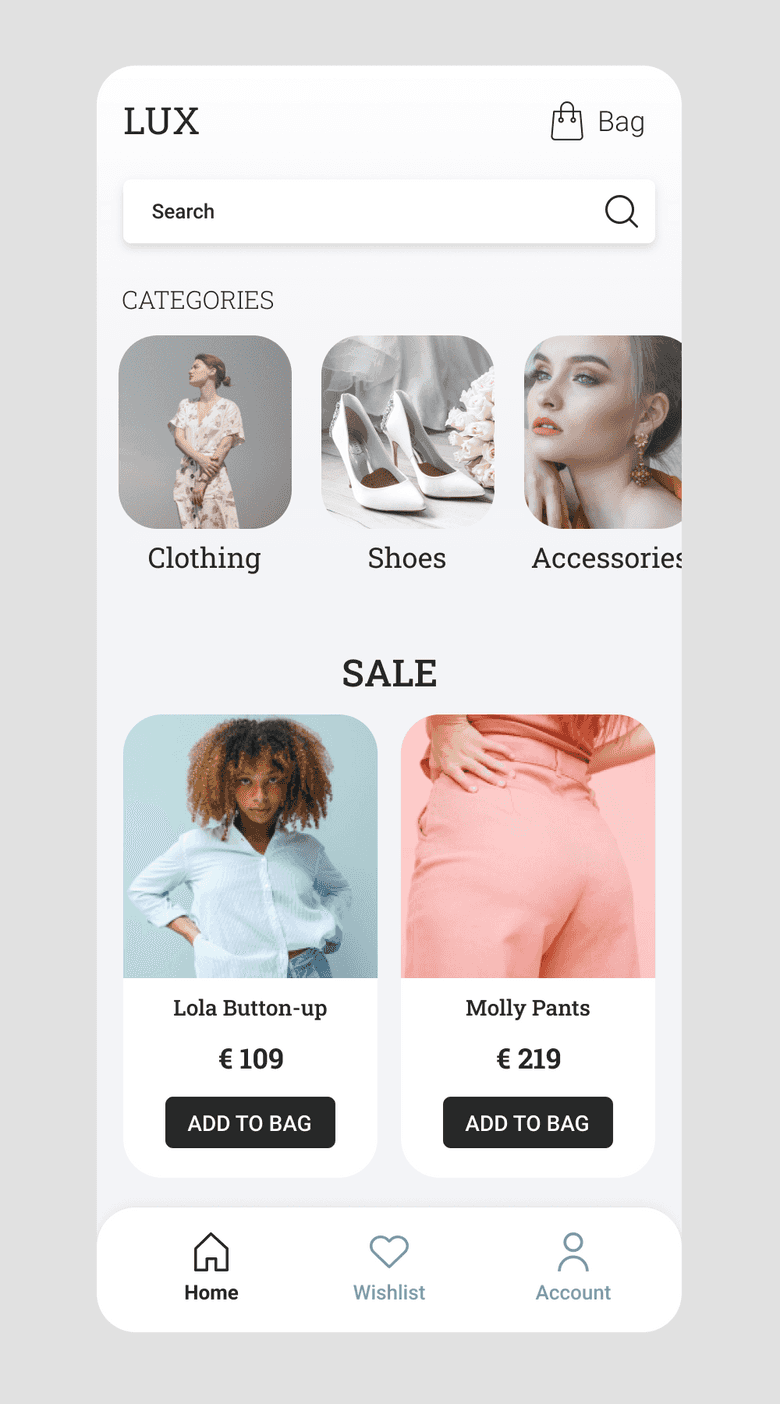 LUX
Bag
Search
CATEGORIES
Clothing
Shoes
Accessories
SALE
Lola Button-up
Molly Pants
€ 109
€ 219
ADD TO BAG
ADD TO BAG
Home
Wishlist
Account